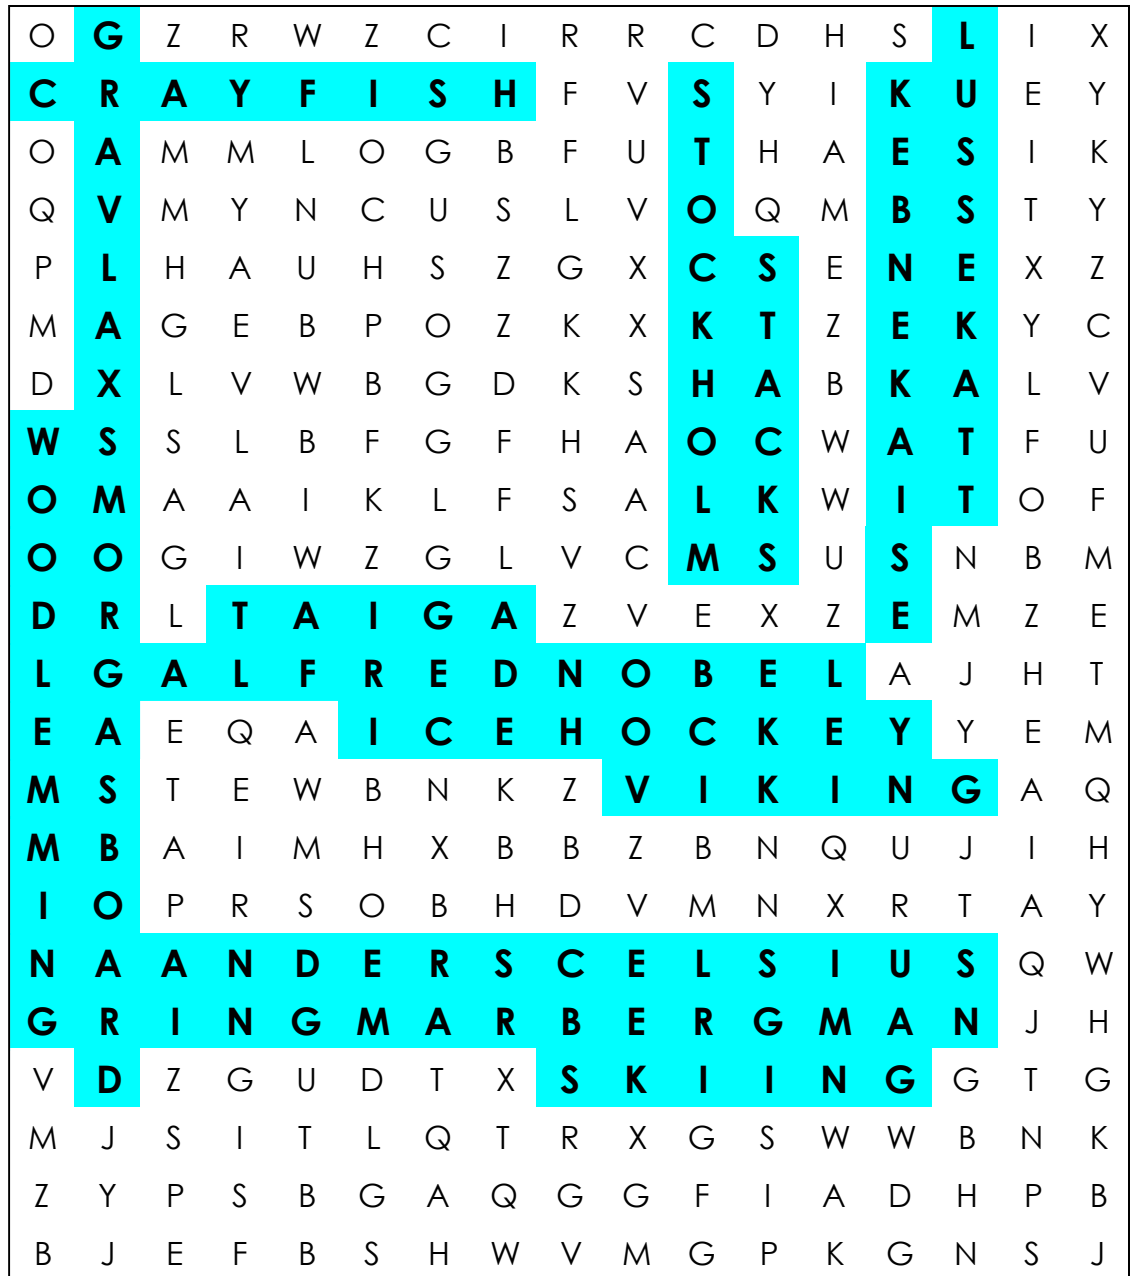 O G Z R W Z C I R R C D H S L I X
C R A Y F I S H F V S Y I K U E Y
O A M M L O G B F U T H A E S I K
Q V M Y N C U S L V O Q M B S T Y
P L H A U H S Z G X C S E N E X Z
M A G E B P O Z K X K T Z E K Y C
D X L V W B G D K S H A B K A L V
W S S L B F G F H A O C W A T F U
O M A A I K L F S A L K W I T O F
O O G I W Z G L V C M S U S N B M
D R L T A I G A Z V E X Z E M Z E
L G A L F R E D N O B E L A J H T
E A E Q A I C E H O C K E Y Y E M
M S T E W B N K Z V I K I N G A Q
M B A I M H X B B Z B N Q U J I H
I O P R S O B H D V M N X R T A Y
N A A N D E R S C E L S I U S Q W
G R I N G M A R B E R G M A N J H
V D Z G U D T X S K I I N G G T G
M J S I T L Q T R X G S W W B N K
Z Y P S B G A Q G G F I A D H P B
B J E F B S H W V M G P K G N S J